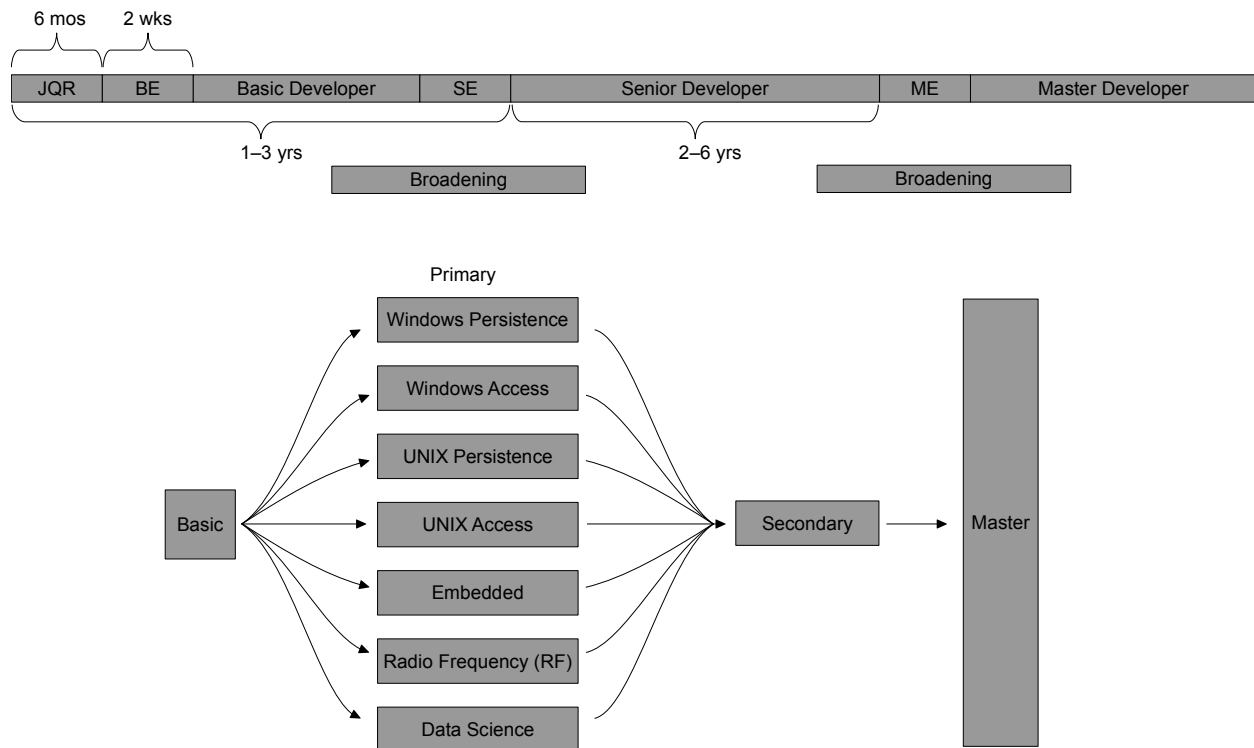 6 mos
2 wks
JQR
BE
Basic Developer
SE
Senior Developer
ME
Master Developer
1–3 yrs
2–6 yrs
Broadening
Broadening
Primary
Windows Persistence
Windows Access
UNIX Persistence
Basic
UNIX Access
Secondary
Master
Embedded
Radio Frequency (RF)
Data Science